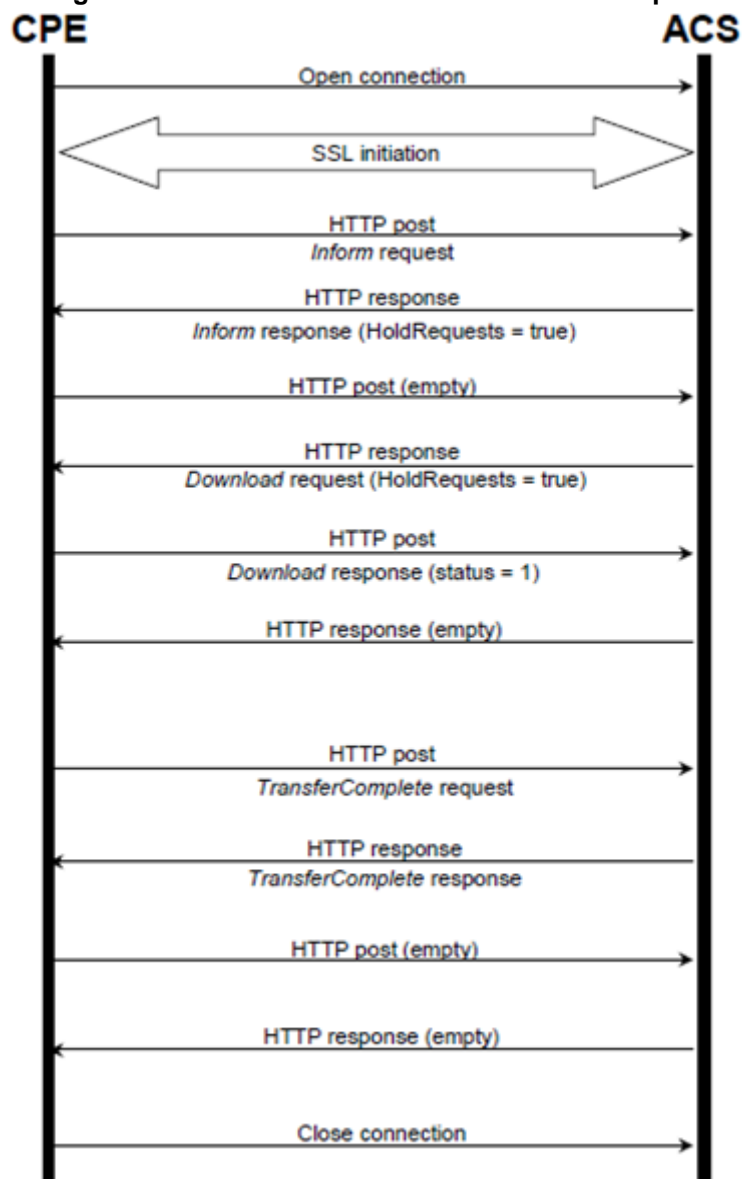 CPE
ACS
Open connection
SSL initiation
HTTP post
Inform request
HTTP response
Inform response (HoldRequests = true)
HTTP post (empty)
HTTP response
Download request (HoldRequests = true)
HTTP post
Download response (status = 1)
HTTP response (empty)
HTTP post
TransferComplete request
HTTP response
TransferComplete response
HTTP post (empty)
HTTP response (empty)
Close connection